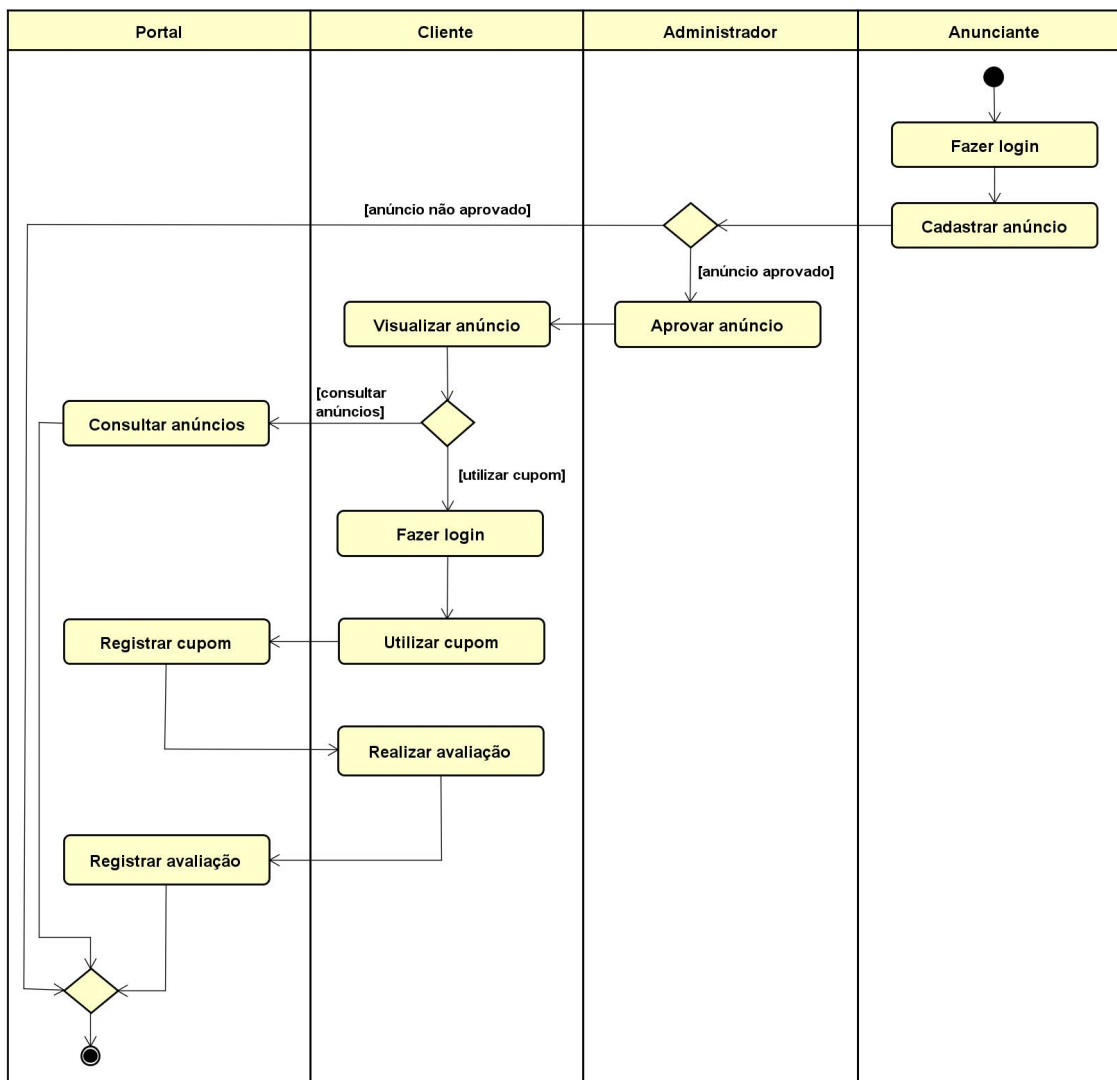 Portal
Cliente
Administrador
Anunciante
Fazer login
[anúncio não aprovado]
Cadastrar anúncio
[anúncio aprovado]
Visualizar anúncio
Aprovar anúncio
[consultar
anúncios]
Consultar anúncios
[utilizar cupom]
Fazer login
Registrar cupom
Utilizar cupom
Realizar avaliação
Registrar avaliação